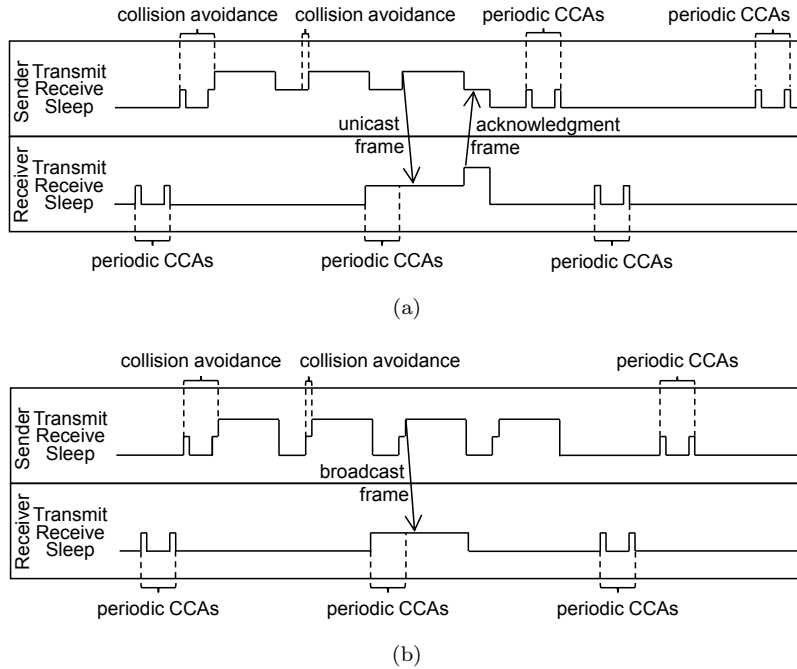 collision avoidance
collision avoidance
periodic CCAs
periodic CCAs
Sender
Transmit
Receive
Sleep
unicast
frame
acknowledgment
frame
Receiver
Transmit
Receive
Sleep
periodic CCAs
periodic CCAs
periodic CCAs
(a)
collision avoidance
collision avoidance
periodic CCAs
Sender
Transmit
Receive
Sleep
broadcast
frame
Receiver
Transmit
Receive
Sleep
periodic CCAs
periodic CCAs
periodic CCAs
(b)